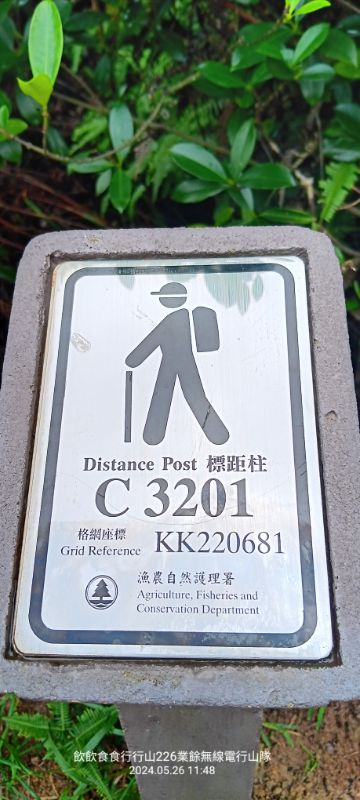 Distance Post 標距柱
C 3201
格網座標
Grid Reference KK220681
漁農自然護理署
Agriculture, Fisheries and
Conservation Department
飲飲食食行行山226業餘無線電行山隊
2024.05.26 11:48